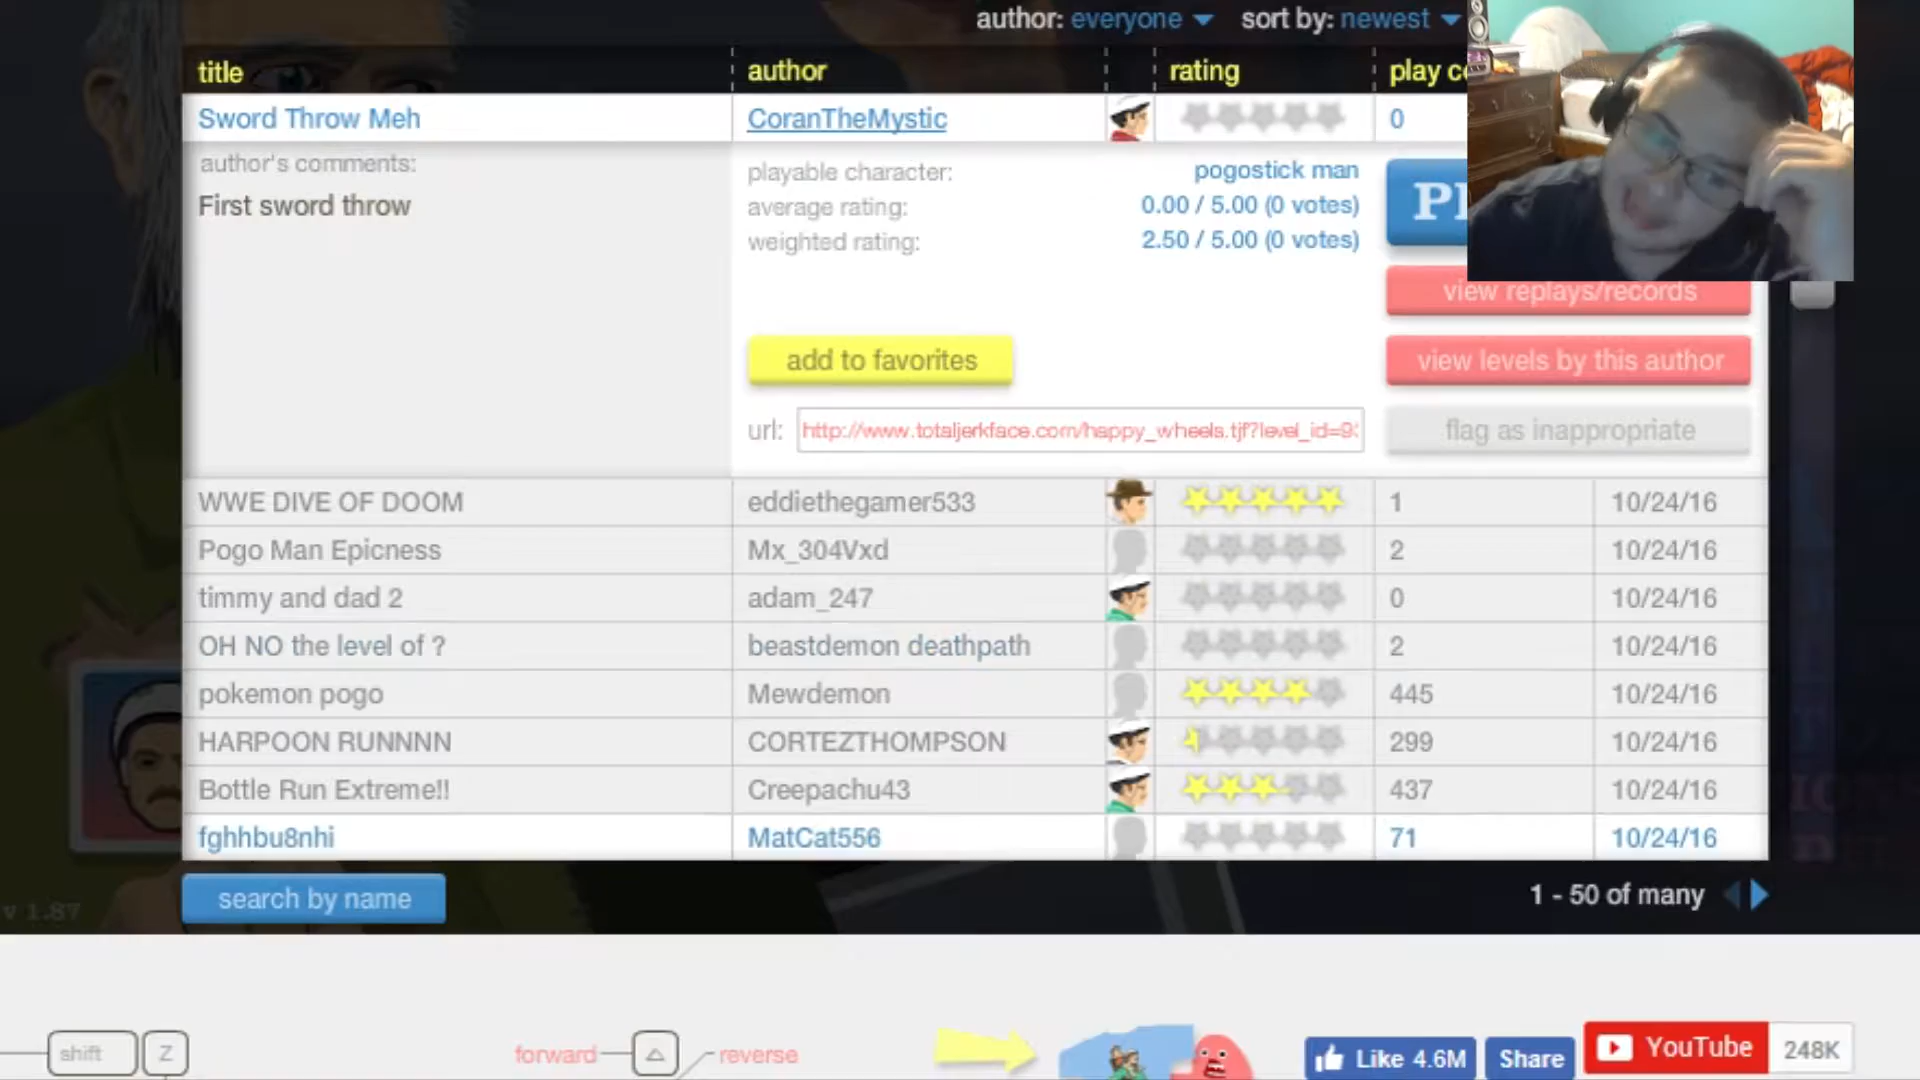 author: everyone sort by: newest
title author rating play co
Sword Throw Meh CoranTheMystic 0
author's comments:
First sword throw
playable character: pogostick man
average rating: 0.00 / 5.00 (0 votes)
weighted rating: 2.50 / 5.00 (0 votes)
PL
view replays/records
add to favorites
view levels by this author
url: http://www.totaljerkface.com/happy_wheels.tjf?level_id=9
flag as inappropriate
WWE DIVE OF DOOM eddiethegamer533 1 10/24/16
Pogo Man Epicness Mx_304Vxd 2 10/24/16
timmy and dad 2 adam_247 0 10/24/16
OH NO the level of ? beastdemon deathpath 2 10/24/16
pokemon pogo Mewdemon 445 10/24/16
HARPOON RUNNNN CORTEZTHOMPSON 299 10/24/16
Bottle Run Extreme!! Creepachu43 437 10/24/16
fghhbu8nhi MatCat556 71 10/24/16
search by name
1 - 50 of many
v 1.87
shift Z forward reverse
Like 4.6M Share YouTube 248K